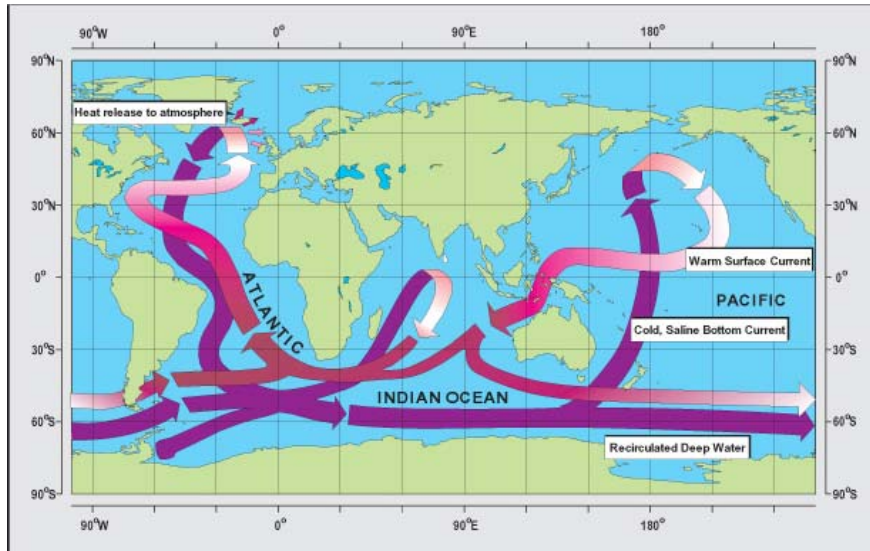 90°W 0° 90°E 180°
90°N 90°N
Heat release to atmosphere
60°N 60°N
30°N 30°N
Warm Surface Current
0° 0°
ATLANTIC
PACIFIC
Cold, Saline Bottom Current
30°S 30°S
INDIAN OCEAN
60°S 60°S
Recirculated Deep Water
90°S 90°S
90°W 0° 90°E 180°